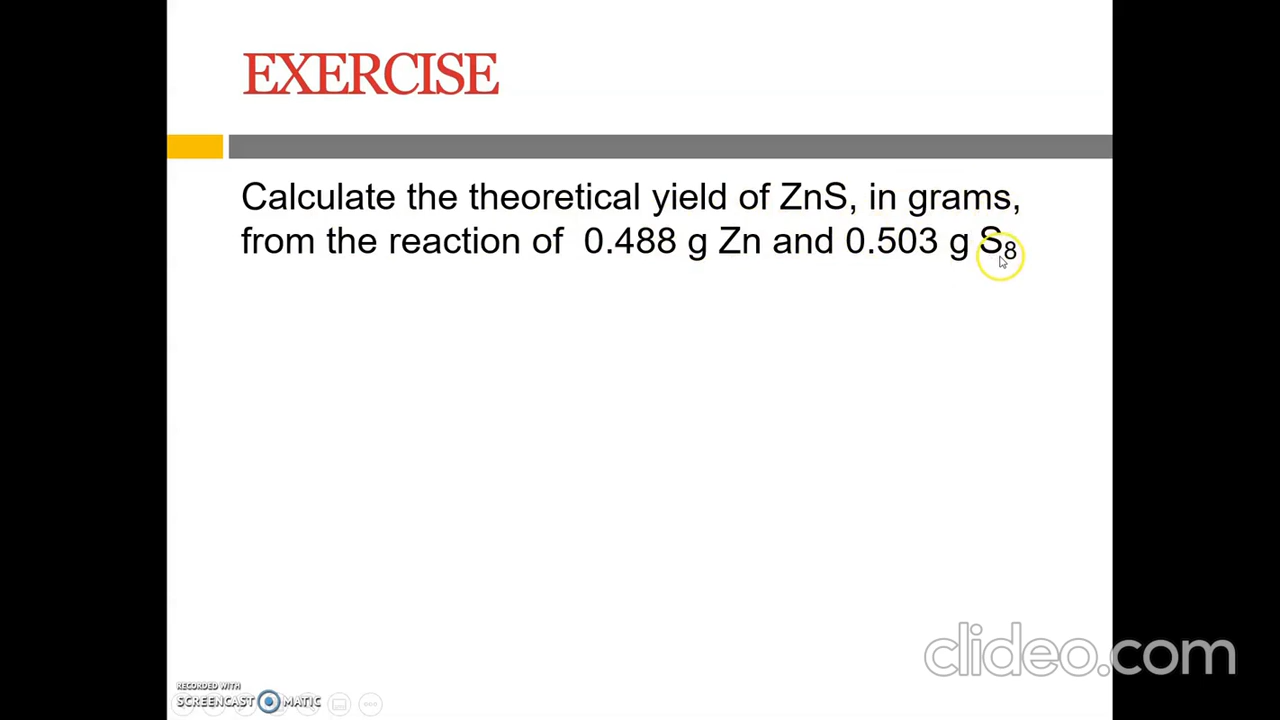 EXERCISE
Calculate the theoretical yield of ZnS, in grams,
from the reaction of 0.488 g Zn and 0.503 g S₈
clideo.com
RECORDED WITH
SCREENCAST MATIC